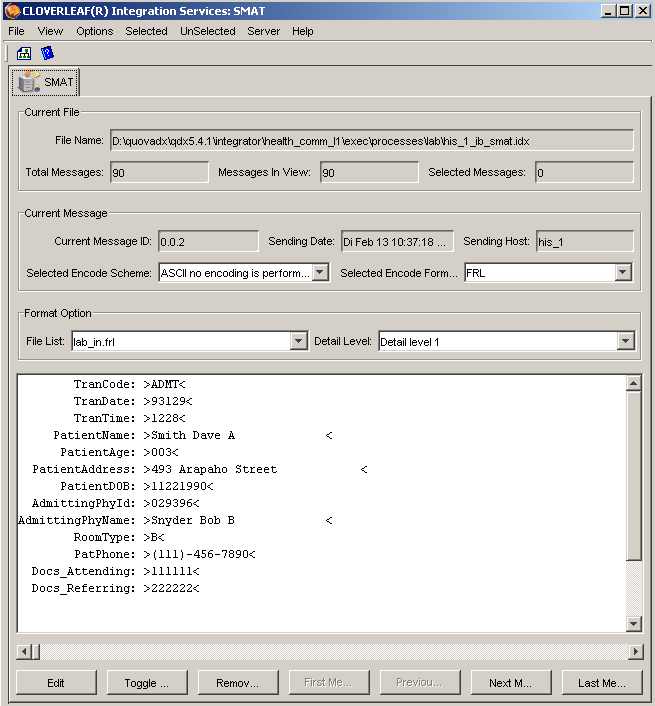 CLOVERLEAF(R) Integration Services: SMAT
File View Options Selected UnSelected Server Help
SMAT
Current File
File Name: D:\quovadx\qdx5.4.1\integrator\health_comm_l1\exec\processes\lab\his_1_ib_smat.idx
Total Messages: 90 Messages In View: 90 Selected Messages: 0
Current Message
Current Message ID: 0.0.2 Sending Date: Di Feb 13 10:37:18 ... Sending Host: his_1
Selected Encode Scheme: ASCII no encoding is perform... Selected Encode Form... FRL
Format Option
File List: lab_in.frl Detail Level: Detail level 1
TranCode: >ADMT<
TranDate: >93129<
TranTime: >1228<
PatientName: >Smith Dave A <
PatientAge: >003<
PatientAddress: >493 Arapaho Street <
PatientDOB: >11221990<
AdmittingPhyId: >029396<
AdmittingPhyName: >Snyder Bob B <
RoomType: >B<
PatPhone: >(111)-456-7890<
Docs_Attending: >111111<
Docs_Referring: >222222<
Edit Toggle ... Remov... First Me... Previou... Next M... Last Me...